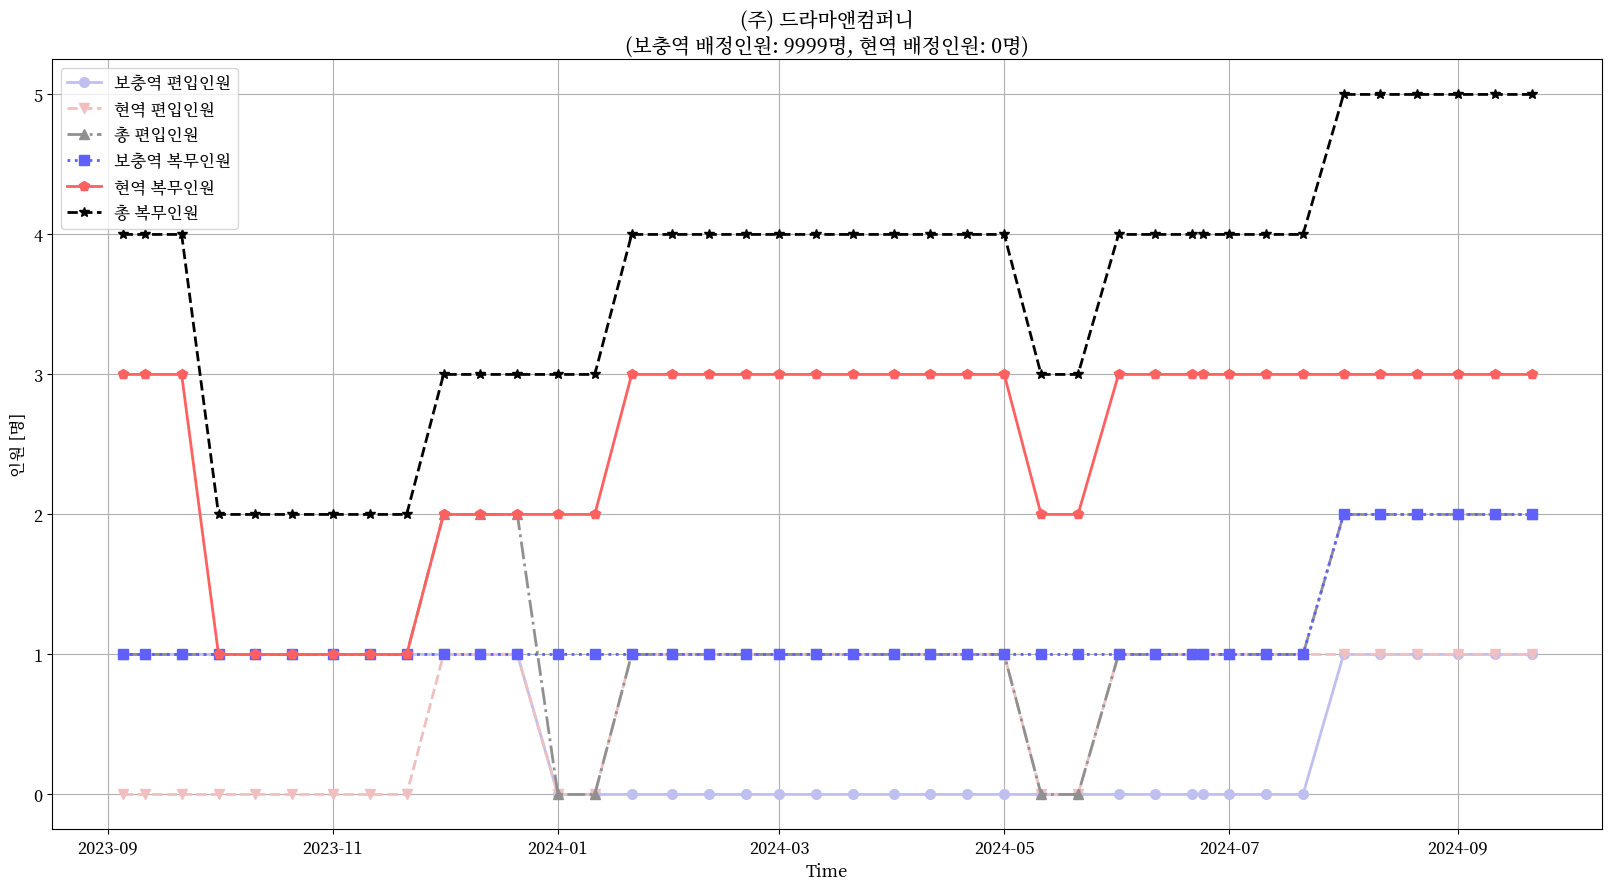 (주) 드라마앤컴퍼니
(보충역 배정인원: 9999명, 현역 배정인원: 0명)
보충역 편입인원
현역 편입인원
총 편입인원
보충역 복무인원
현역 복무인원
총 복무인원
5
4
3
2
1
0
인원 [명]
2023-09 2023-11 2024-01 2024-03 2024-05 2024-07 2024-09
Time